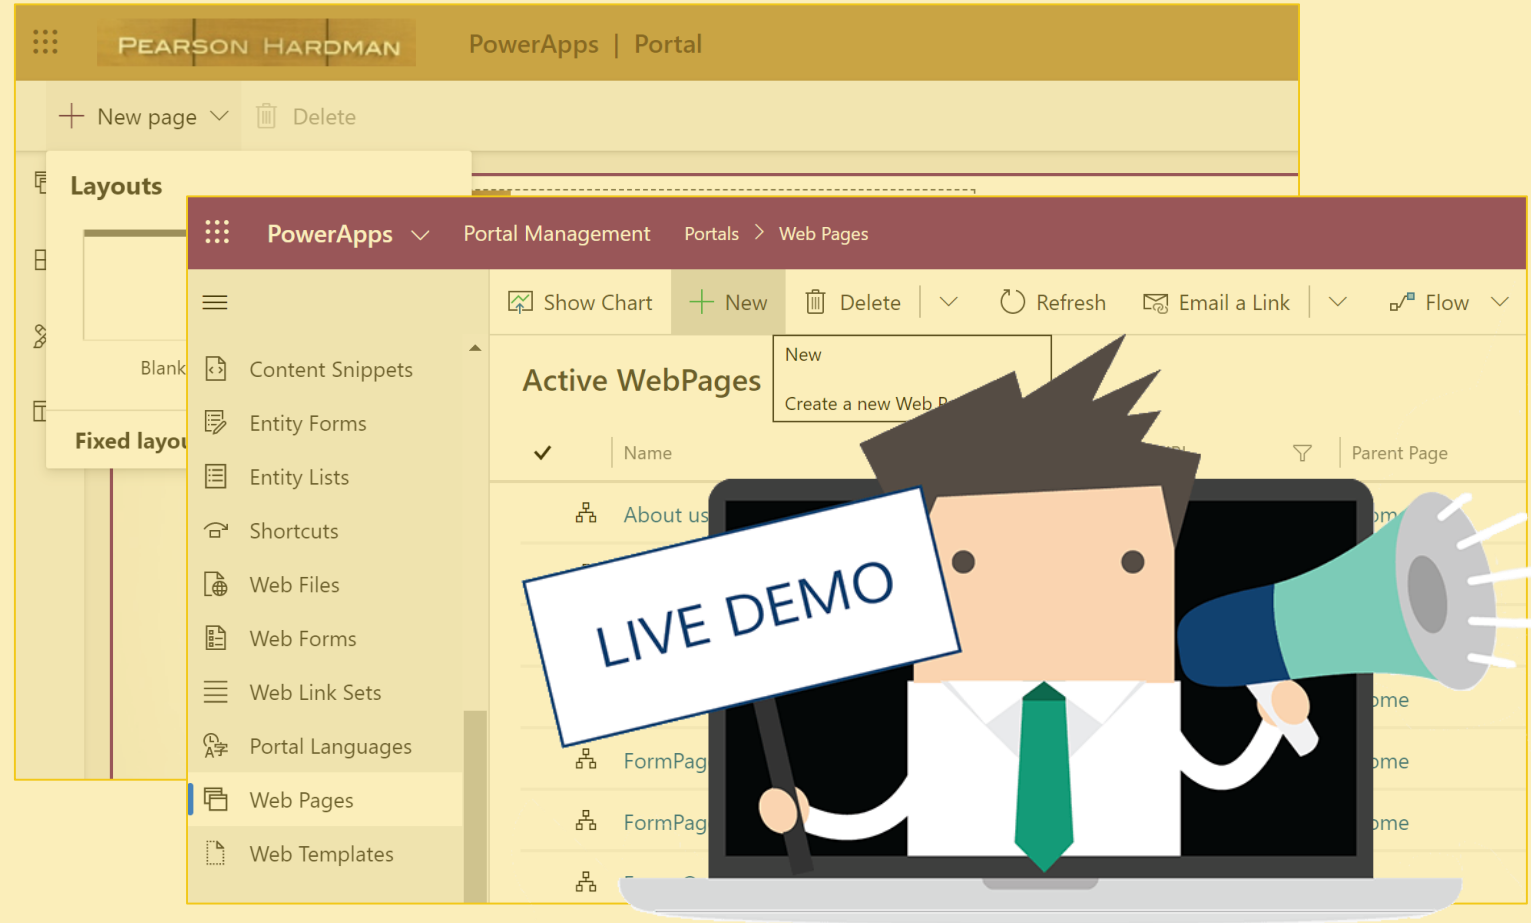 PEARSON HARDMAN PowerApps | Portal
New page Delete
Layouts
Blank
Fixed layou
PowerApps Portal Management Portals > Web Pages
Show Chart New Delete Refresh Email a Link Flow
New
Create a new Web P
Active WebPages
Name Parent Page
Content Snippets
Entity Forms
Entity Lists
Shortcuts
Web Files
Web Forms
Web Link Sets
Portal Languages
Web Pages
Web Templates
About us
FormPag
FormPag
ome
ome
ome
LIVE DEMO